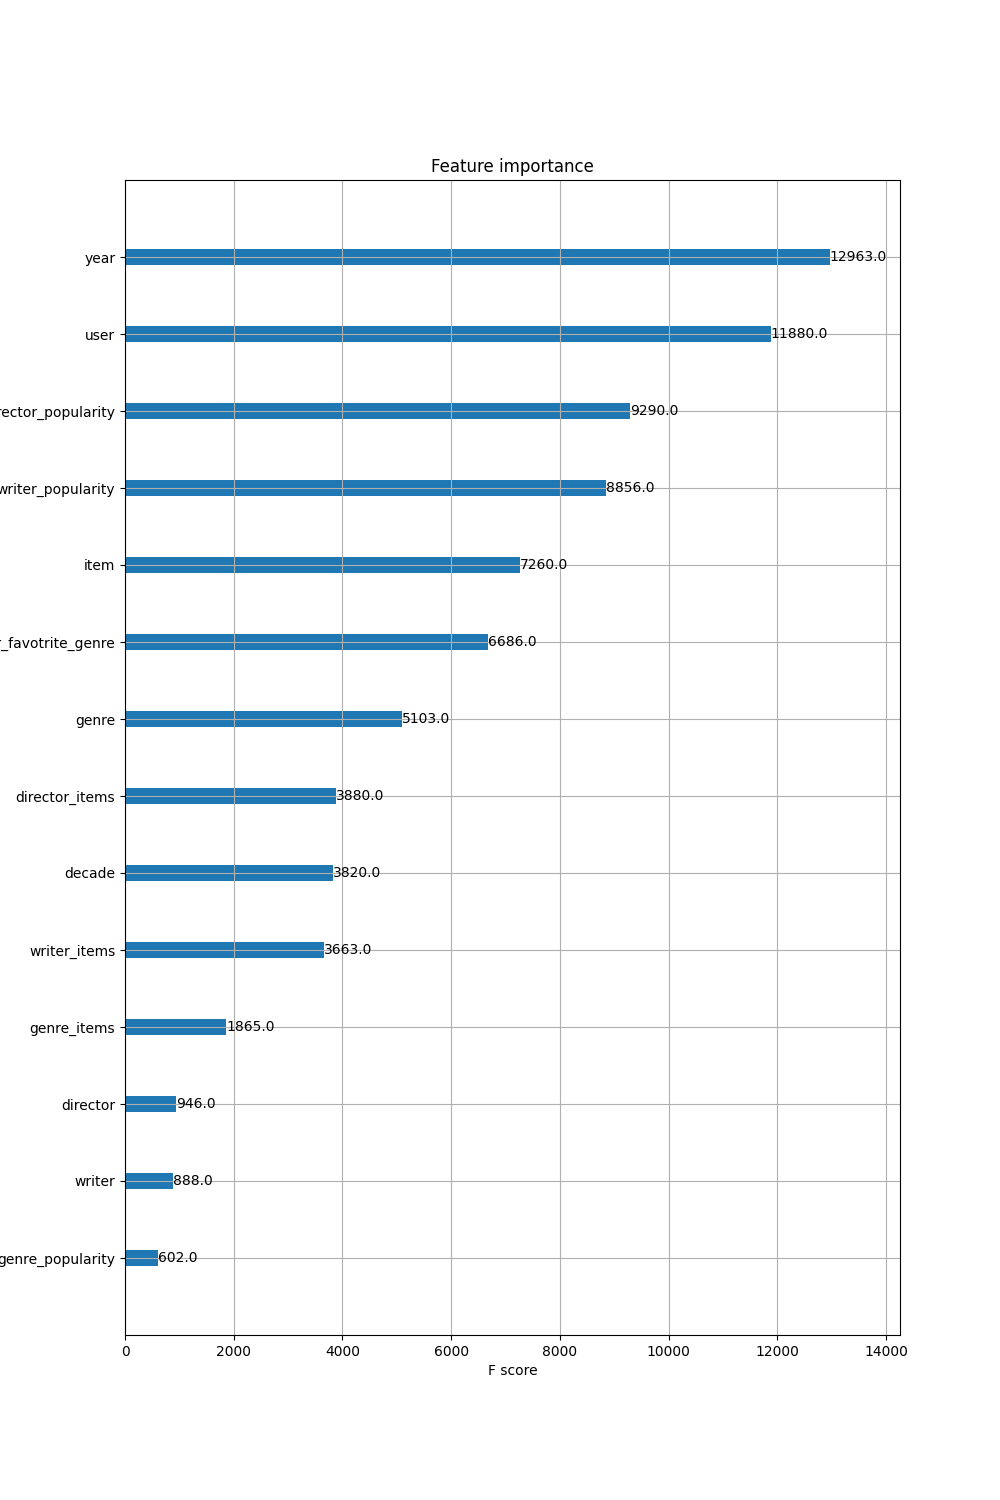 Feature importance
year 12963.0
user 11880.0
rector_popularity 9290.0
writer_popularity 8856.0
item 7260.0
r_favotrite_genre 6686.0
genre 5103.0
director_items 3880.0
decade 3820.0
writer_items 3663.0
genre_items 1865.0
director 946.0
writer 888.0
genre_popularity 602.0
0 2000 4000 6000 8000 10000 12000 14000
F score